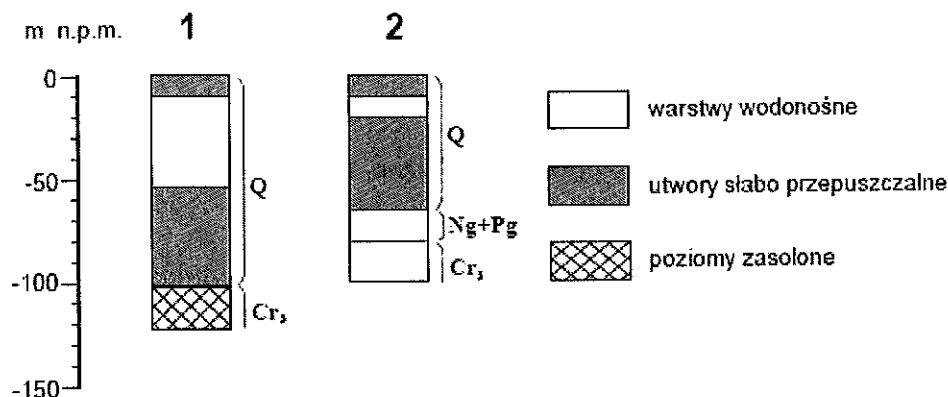 m n.p.m.
1
2
0
-50
-100
-150
Q
Cr₃
Q
Ng+Pg
Cr₃
warstwy wodonośne
utwory słabo przepuszczalne
poziomy zasolone